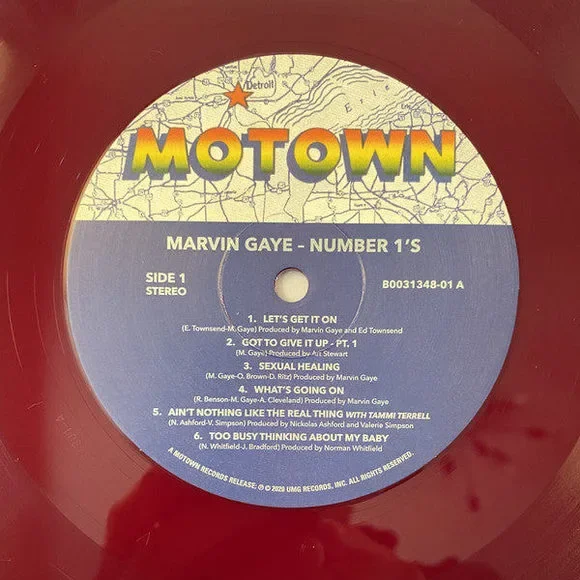 Detroit
Erie
MOTOWN
MARVIN GAYE – NUMBER 1'S
SIDE 1
STEREO
B0031348-01 A
1. LET'S GET IT ON
(E. Townsend-M. Gaye) Produced by Marvin Gaye and Ed Townsend
2. GOT TO GIVE IT UP - PT. 1
(M. Gaye) Produced by Art Stewart
3. SEXUAL HEALING
(M. Gaye-O. Brown-D. Ritz) Produced by Marvin Gaye
4. WHAT'S GOING ON
(R. Benson-M. Gaye-A. Cleveland) Produced by Marvin Gaye
5. AIN'T NOTHING LIKE THE REAL THING WITH TAMMI TERRELL
(N. Ashford-V. Simpson) Produced by Nickolas Ashford and Valerie Simpson
6. TOO BUSY THINKING ABOUT MY BABY
(N. Whitfield-J. Bradford) Produced by Norman Whitfield
A MOTOWN RECORDS RELEASE; ℗ © 2020 UMG RECORDINGS, INC. ALL RIGHTS RESERVED.